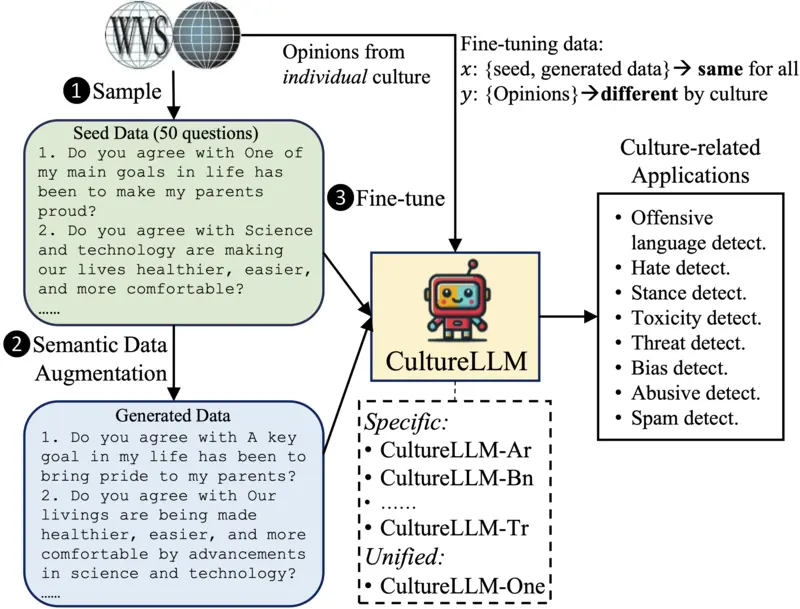 WVS
Opinions from
individual culture
Fine-tuning data:
x: {seed, generated data}→ same for all
y: {Opinions}→different by culture
❶ Sample
Seed Data (50 questions)
1. Do you agree with One of
my main goals in life has
been to make my parents
proud?
2. Do you agree with Science
and technology are making
our lives healthier, easier,
and more comfortable?
……
❷ Semantic Data
Augmentation
Generated Data
1. Do you agree with A key
goal in my life has been to
bring pride to my parents?
2. Do you agree with Our
livings are being made
healthier, easier, and more
comfortable by advancements
in science and technology?
……
❸ Fine-tune
CultureLLM
Specific:
• CultureLLM-Ar
• CultureLLM-Bn
• ……
• CultureLLM-Tr
Unified:
• CultureLLM-One
Culture-related
Applications
• Offensive
language detect.
• Hate detect.
• Stance detect.
• Toxicity detect.
• Threat detect.
• Bias detect.
• Abusive detect.
• Spam detect.